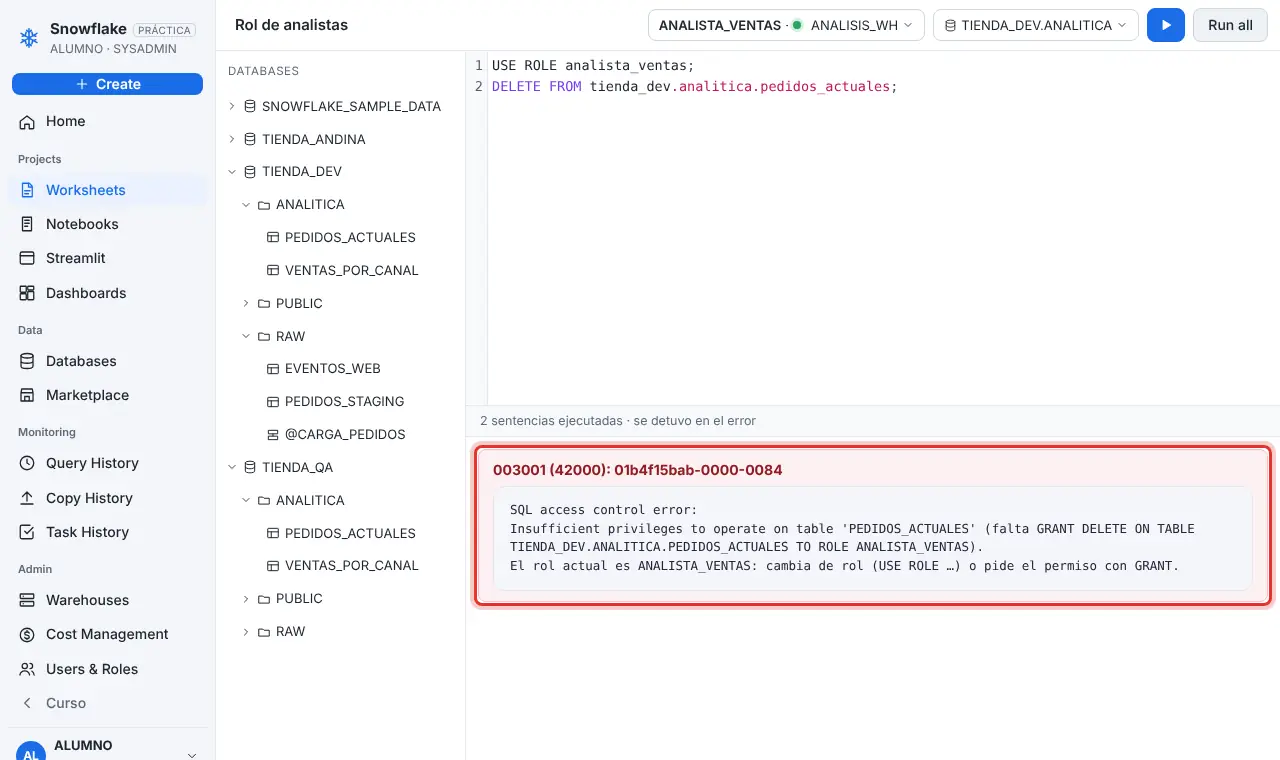 Snowflake PRÁCTICA
ALUMNO · SYSADMIN
+ Create
Home
Projects
Worksheets
Notebooks
Streamlit
Dashboards
Data
Databases
Marketplace
Monitoring
Query History
Copy History
Task History
Admin
Warehouses
Cost Management
Users & Roles
Curso
AL
ALUMNO
Rol de analistas
ANALISTA_VENTAS · ANALISIS_WH
TIENDA_DEV.ANALITICA
Run all
DATABASES
SNOWFLAKE_SAMPLE_DATA
TIENDA_ANDINA
TIENDA_DEV
ANALITICA
PEDIDOS_ACTUALES
VENTAS_POR_CANAL
PUBLIC
RAW
EVENTOS_WEB
PEDIDOS_STAGING
@CARGA_PEDIDOS
TIENDA_QA
ANALITICA
PEDIDOS_ACTUALES
VENTAS_POR_CANAL
PUBLIC
RAW
1 USE ROLE analista_ventas;
2 DELETE FROM tienda_dev.analitica.pedidos_actuales;
2 sentencias ejecutadas · se detuvo en el error
003001 (42000): 01b4f15bab-0000-0084
SQL access control error:
Insufficient privileges to operate on table 'PEDIDOS_ACTUALES' (falta GRANT DELETE ON TABLE
TIENDA_DEV.ANALITICA.PEDIDOS_ACTUALES TO ROLE ANALISTA_VENTAS).
El rol actual es ANALISTA_VENTAS: cambia de rol (USE ROLE …) o pide el permiso con GRANT.